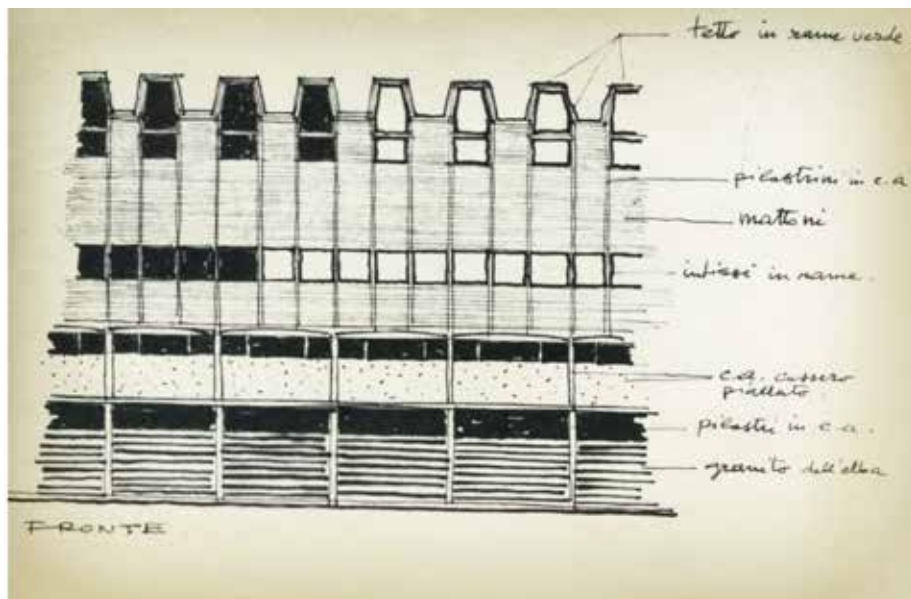 tetto in rame verde
pilastrini in c.a
mattoni
infissi in rame.
c.a. cassero
piallato.
pilastri in c.a.
granito dell'elba
FRONTE